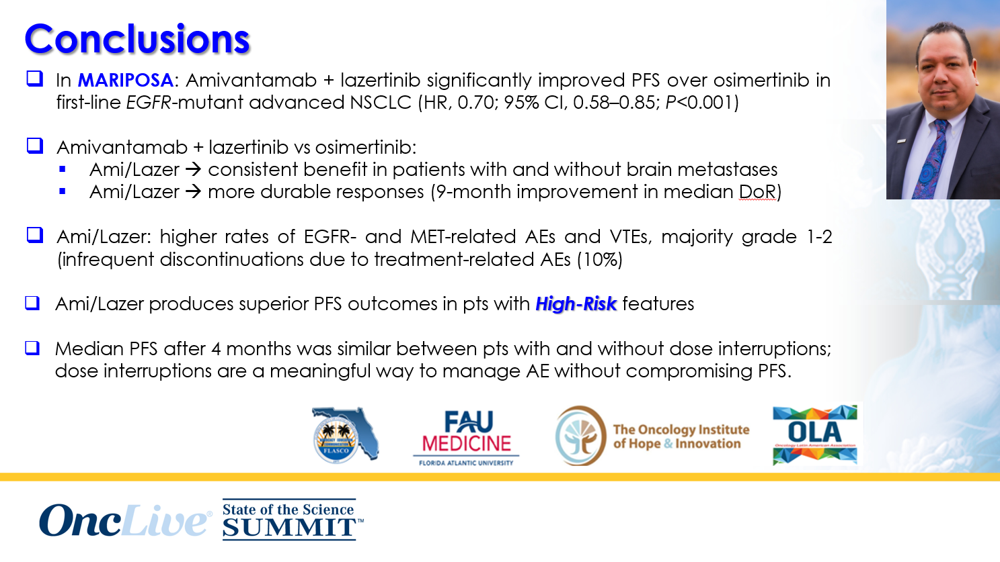 Conclusions
In MARIPOSA: Amivantamab + lazertinib significantly improved PFS over osimertinib in
first-line EGFR-mutant advanced NSCLC (HR, 0.70; 95% CI, 0.58–0.85; P<0.001)
Amivantamab + lazertinib vs osimertinib:
Ami/Lazer → consistent benefit in patients with and without brain metastases
Ami/Lazer → more durable responses (9-month improvement in median DoR)
Ami/Lazer: higher rates of EGFR- and MET-related AEs and VTEs, majority grade 1-2
(infrequent discontinuations due to treatment-related AEs (10%)
Ami/Lazer produces superior PFS outcomes in pts with High-Risk features
Median PFS after 4 months was similar between pts with and without dose interruptions;
dose interruptions are a meaningful way to manage AE without compromising PFS.
FLASCO
FAU
MEDICINE
FLORIDA ATLANTIC UNIVERSITY
The Oncology Institute
of Hope & Innovation
OLA
Oncology Latin American Association
OncLive®
State of the Science
SUMMIT™